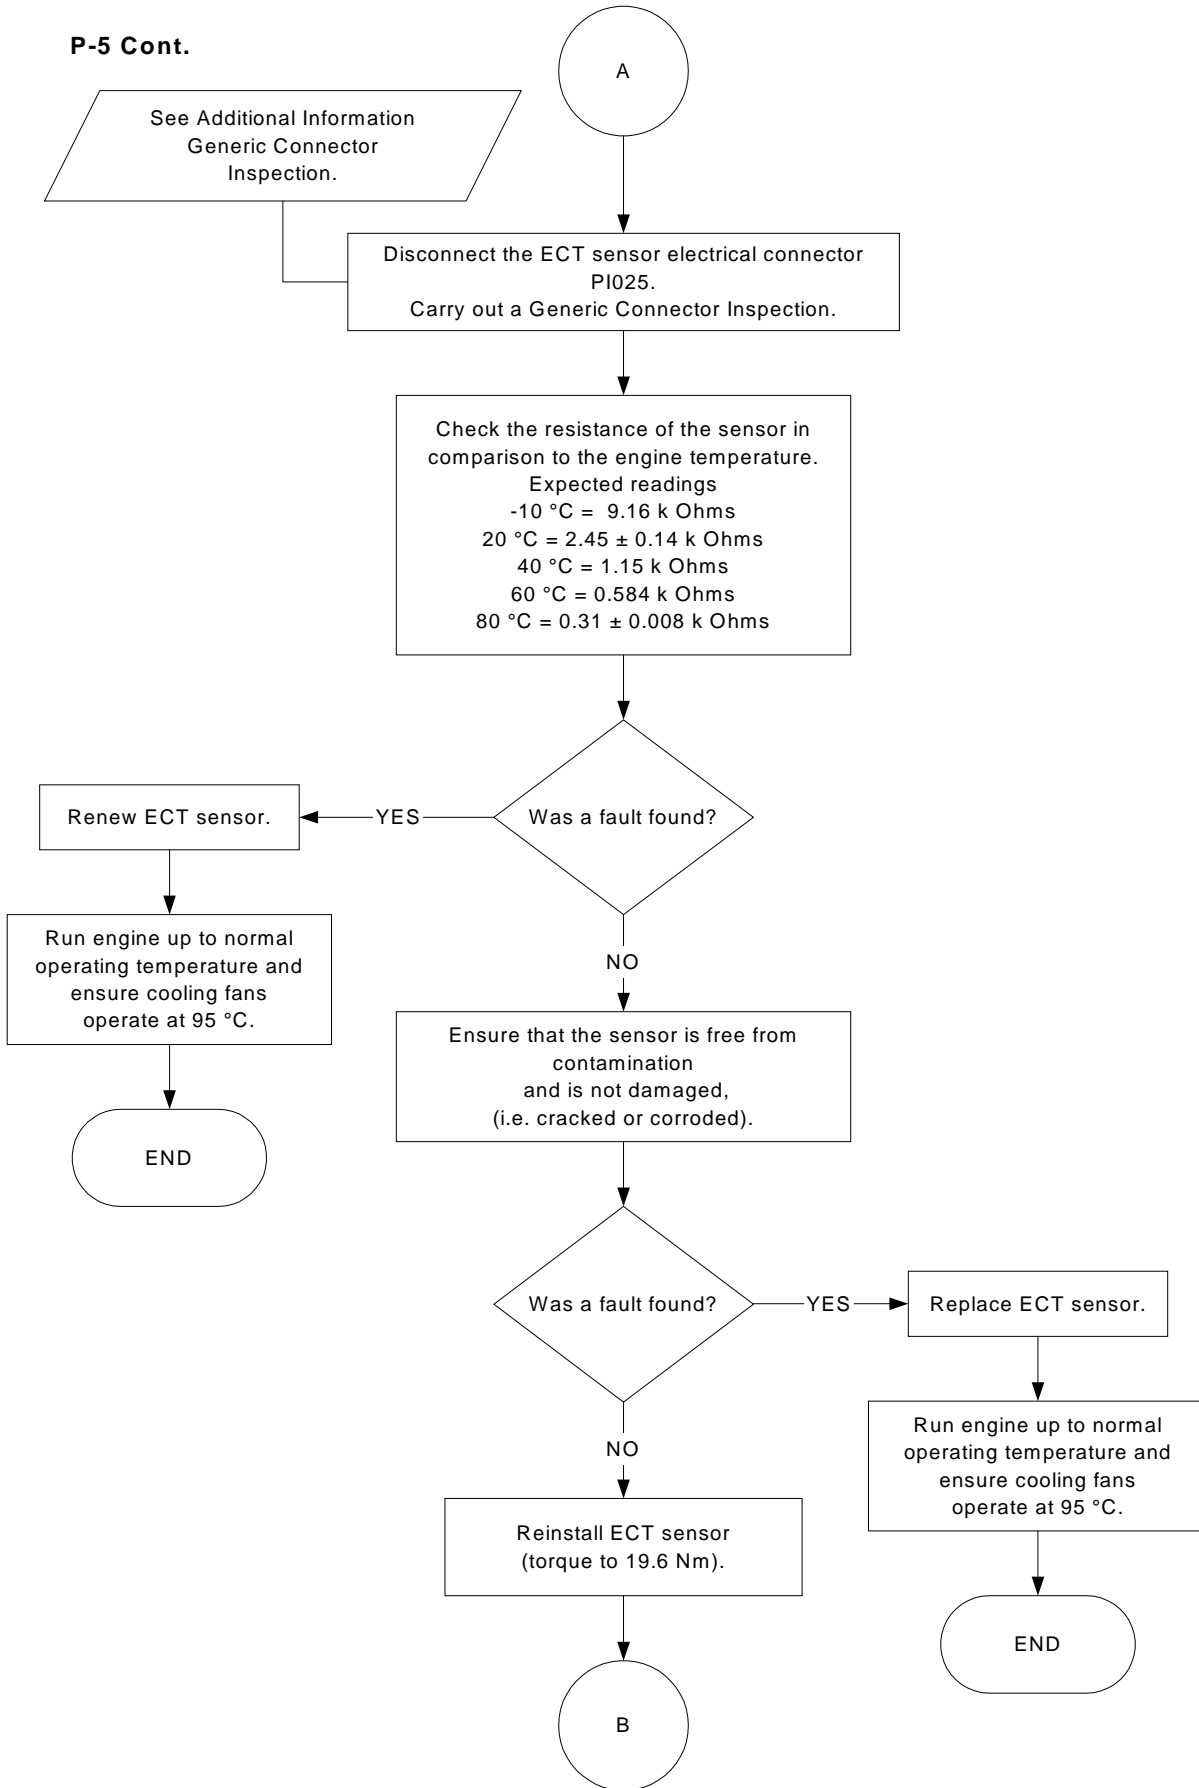 P-5 Cont.
A
See Additional Information
Generic Connector
Inspection.
Disconnect the ECT sensor electrical connector
PI025.
Carry out a Generic Connector Inspection.
Check the resistance of the sensor in
comparison to the engine temperature.
Expected readings
-10 °C = 9.16 k Ohms
20 °C = 2.45 ± 0.14 k Ohms
40 °C = 1.15 k Ohms
60 °C = 0.584 k Ohms
80 °C = 0.31 ± 0.008 k Ohms
Was a fault found?
YES
Renew ECT sensor.
Run engine up to normal
operating temperature and
ensure cooling fans
operate at 95 °C.
END
NO
Ensure that the sensor is free from
contamination
and is not damaged,
(i.e. cracked or corroded).
Was a fault found?
YES
Replace ECT sensor.
Run engine up to normal
operating temperature and
ensure cooling fans
operate at 95 °C.
END
NO
Reinstall ECT sensor
(torque to 19.6 Nm).
B